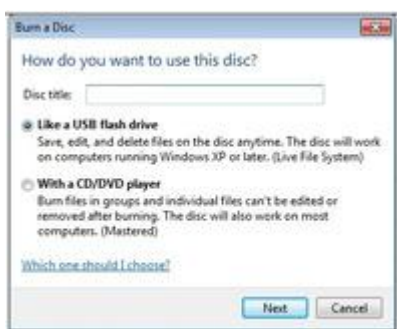 Burn a Disc
How do you want to use this disc?
Disc title:
Like a USB flash drive
Save, edit, and delete files on the disc anytime. The disc will work
on computers running Windows XP or later. (Live File System)
With a CD/DVD player
Burn files in groups and individual files can't be edited or
removed after burning. The disc will also work on most
computers. (Mastered)
Which one should I choose?
Next
Cancel